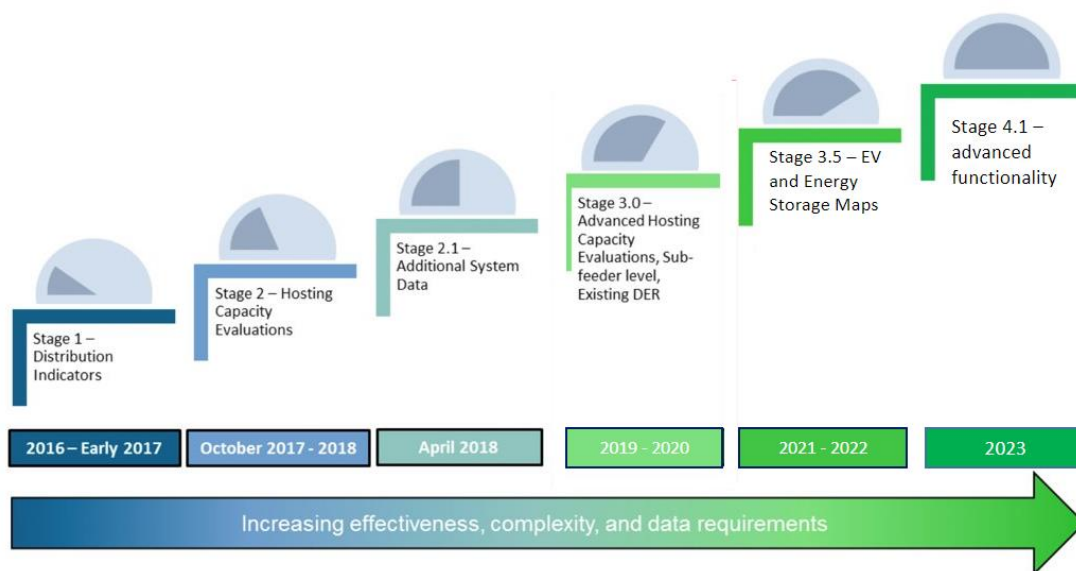 Stage 1 –
Distribution
Indicators
Stage 2 – Hosting
Capacity
Evaluations
Stage 2.1 –
Additional System
Data
Stage 3.0 –
Advanced Hosting
Capacity
Evaluations, Sub-
feeder level,
Existing DER
Stage 3.5 – EV
and Energy
Storage Maps
Stage 4.1 –
advanced
functionality
2016 – Early 2017
October 2017 - 2018
April 2018
2019 - 2020
2021 - 2022
2023
Increasing effectiveness, complexity, and data requirements